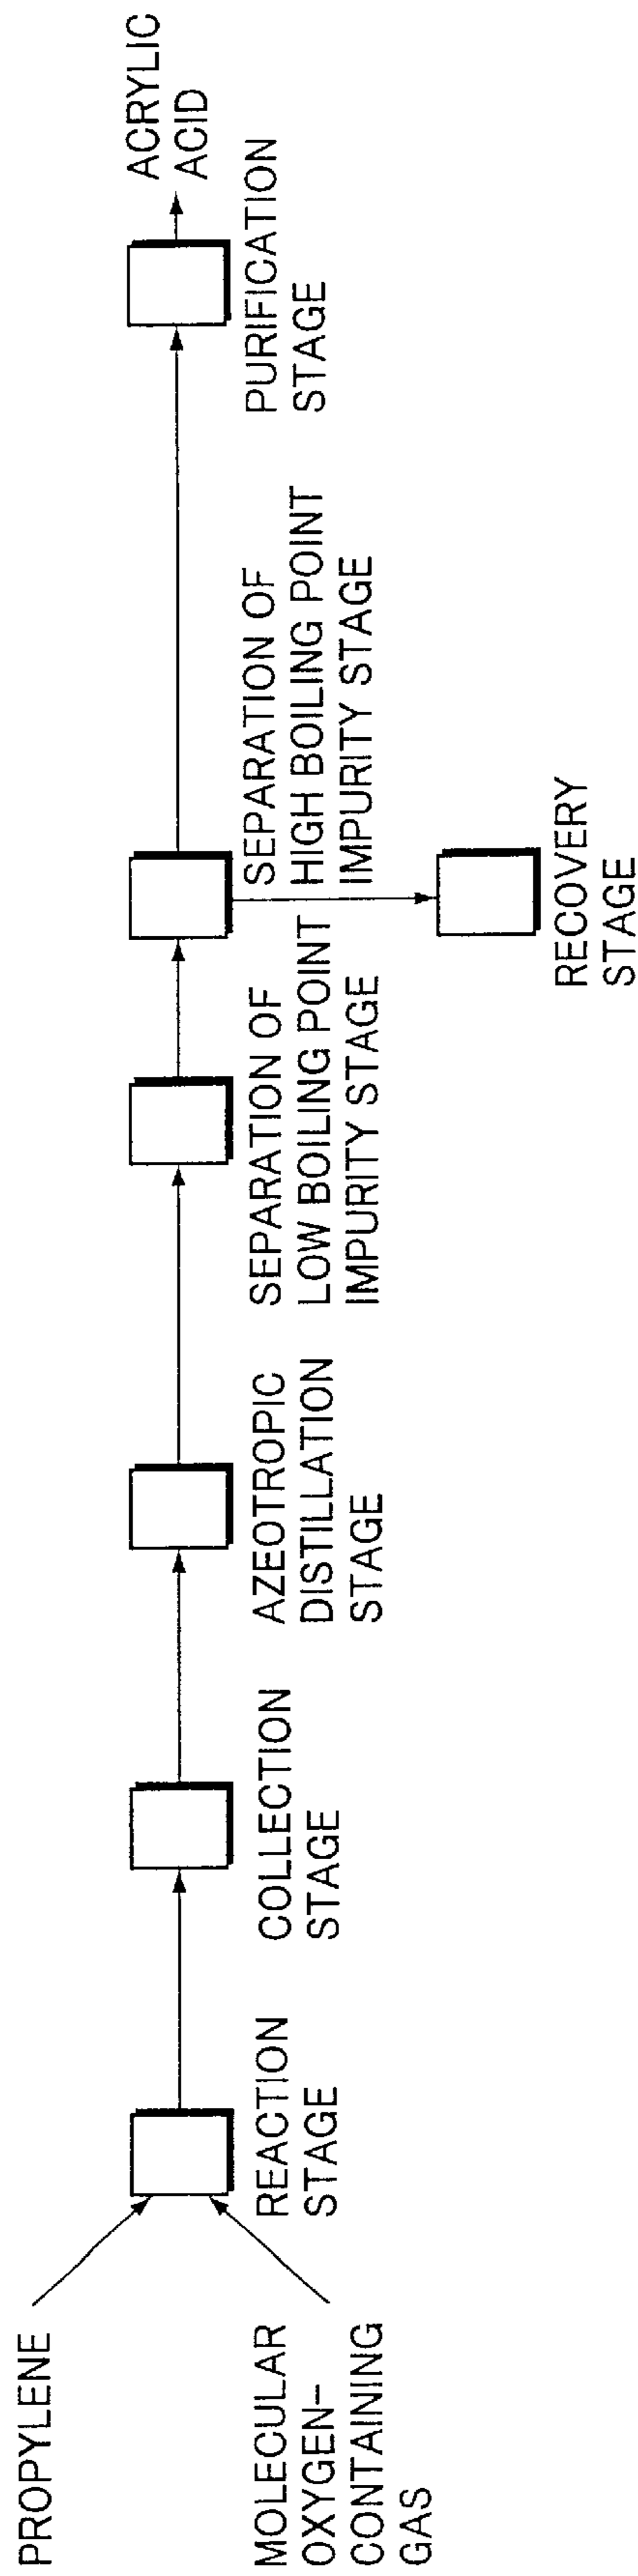 PROPYLENE
MOLECULAR
OXYGEN-
CONTAINING
GAS
REACTION
STAGE
COLLECTION
STAGE
AZEOTROPIC
DISTILLATION
STAGE
SEPARATION OF
LOW BOILING POINT
IMPURITY STAGE
SEPARATION OF
HIGH BOILING POINT
IMPURITY STAGE
RECOVERY
STAGE
PURIFICATION
STAGE
ACRYLIC
ACID